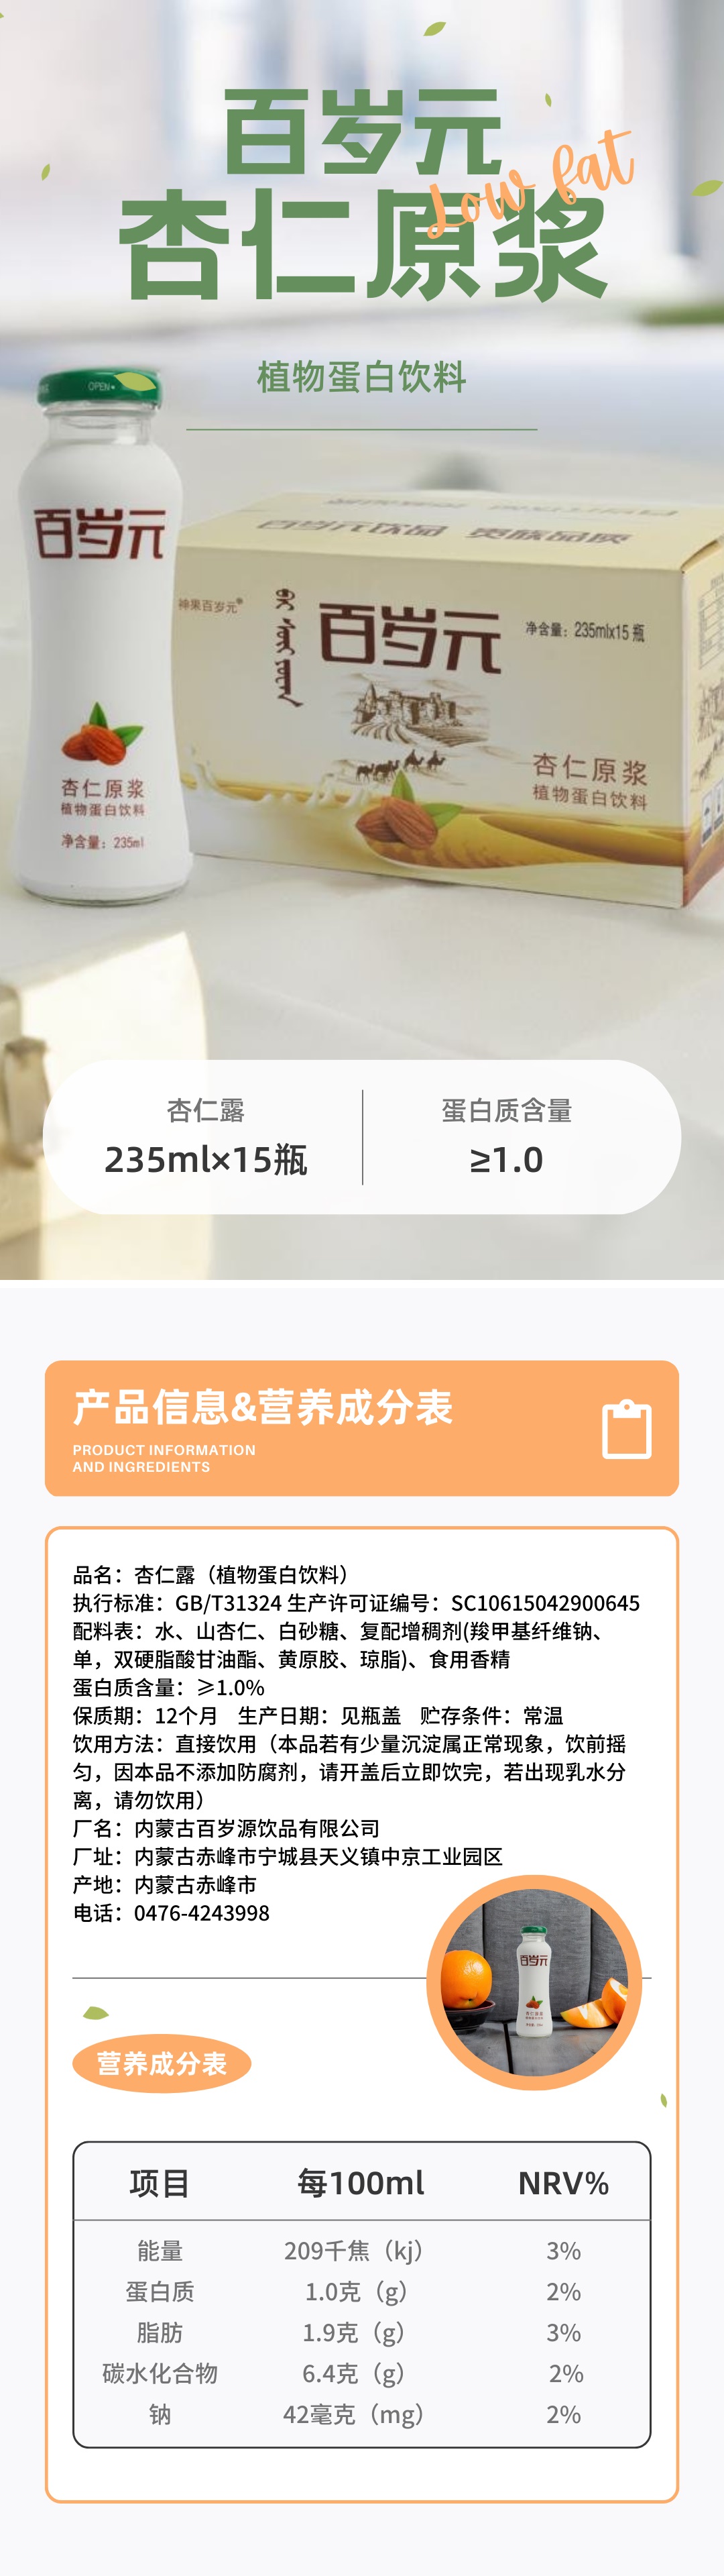 百岁元
Low fat
杏仁原浆
植物蛋白饮料
OPEN
百岁元
杏仁原浆
植物蛋白饮料
净含量：235ml
百岁元饮品 贵族品质
神果百岁元®
百岁元
净含量：235mlx15 瓶
杏仁原浆
植物蛋白饮料
杏仁露
235ml×15瓶
蛋白质含量
≥1.0
产品信息&营养成分表
PRODUCT INFORMATION
AND INGREDIENTS
品名：杏仁露（植物蛋白饮料）
执行标准：GB/T31324 生产许可证编号：SC10615042900645
配料表：水、山杏仁、白砂糖、复配增稠剂(羧甲基纤维钠、
单，双硬脂酸甘油酯、黄原胶、琼脂)、食用香精
蛋白质含量：≥1.0%
保质期：12个月 生产日期：见瓶盖 贮存条件：常温
饮用方法：直接饮用（本品若有少量沉淀属正常现象，饮前摇
匀，因本品不添加防腐剂，请开盖后立即饮完，若出现乳水分
离，请勿饮用）
厂名：内蒙古百岁源饮品有限公司
厂址：内蒙古赤峰市宁城县天义镇中京工业园区
产地：内蒙古赤峰市
电话：0476-4243998
百岁元
营养成分表
项目 每100ml NRV%
能量 209千焦（kj） 3%
蛋白质 1.0克（g） 2%
脂肪 1.9克（g） 3%
碳水化合物 6.4克（g） 2%
钠 42毫克（mg） 2%